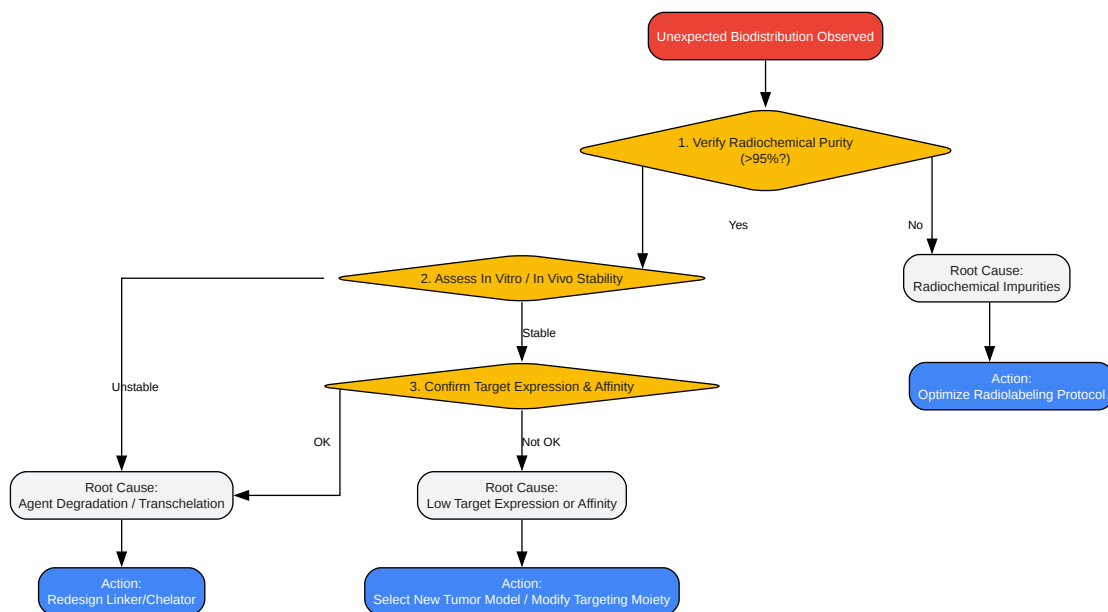 Unexpected Biodistribution Observed
1. Verify Radiochemical Purity
(>95%?)
Yes
No
2. Assess In Vitro / In Vivo Stability
Root Cause:
Radiochemical Impurities
Stable
Unstable
3. Confirm Target Expression & Affinity
Action:
Optimize Radiolabeling Protocol
OK
Not OK
Root Cause:
Agent Degradation / Transchelation
Root Cause:
Low Target Expression or Affinity
Action:
Redesign Linker/Chelator
Action:
Select New Tumor Model / Modify Targeting Moiety